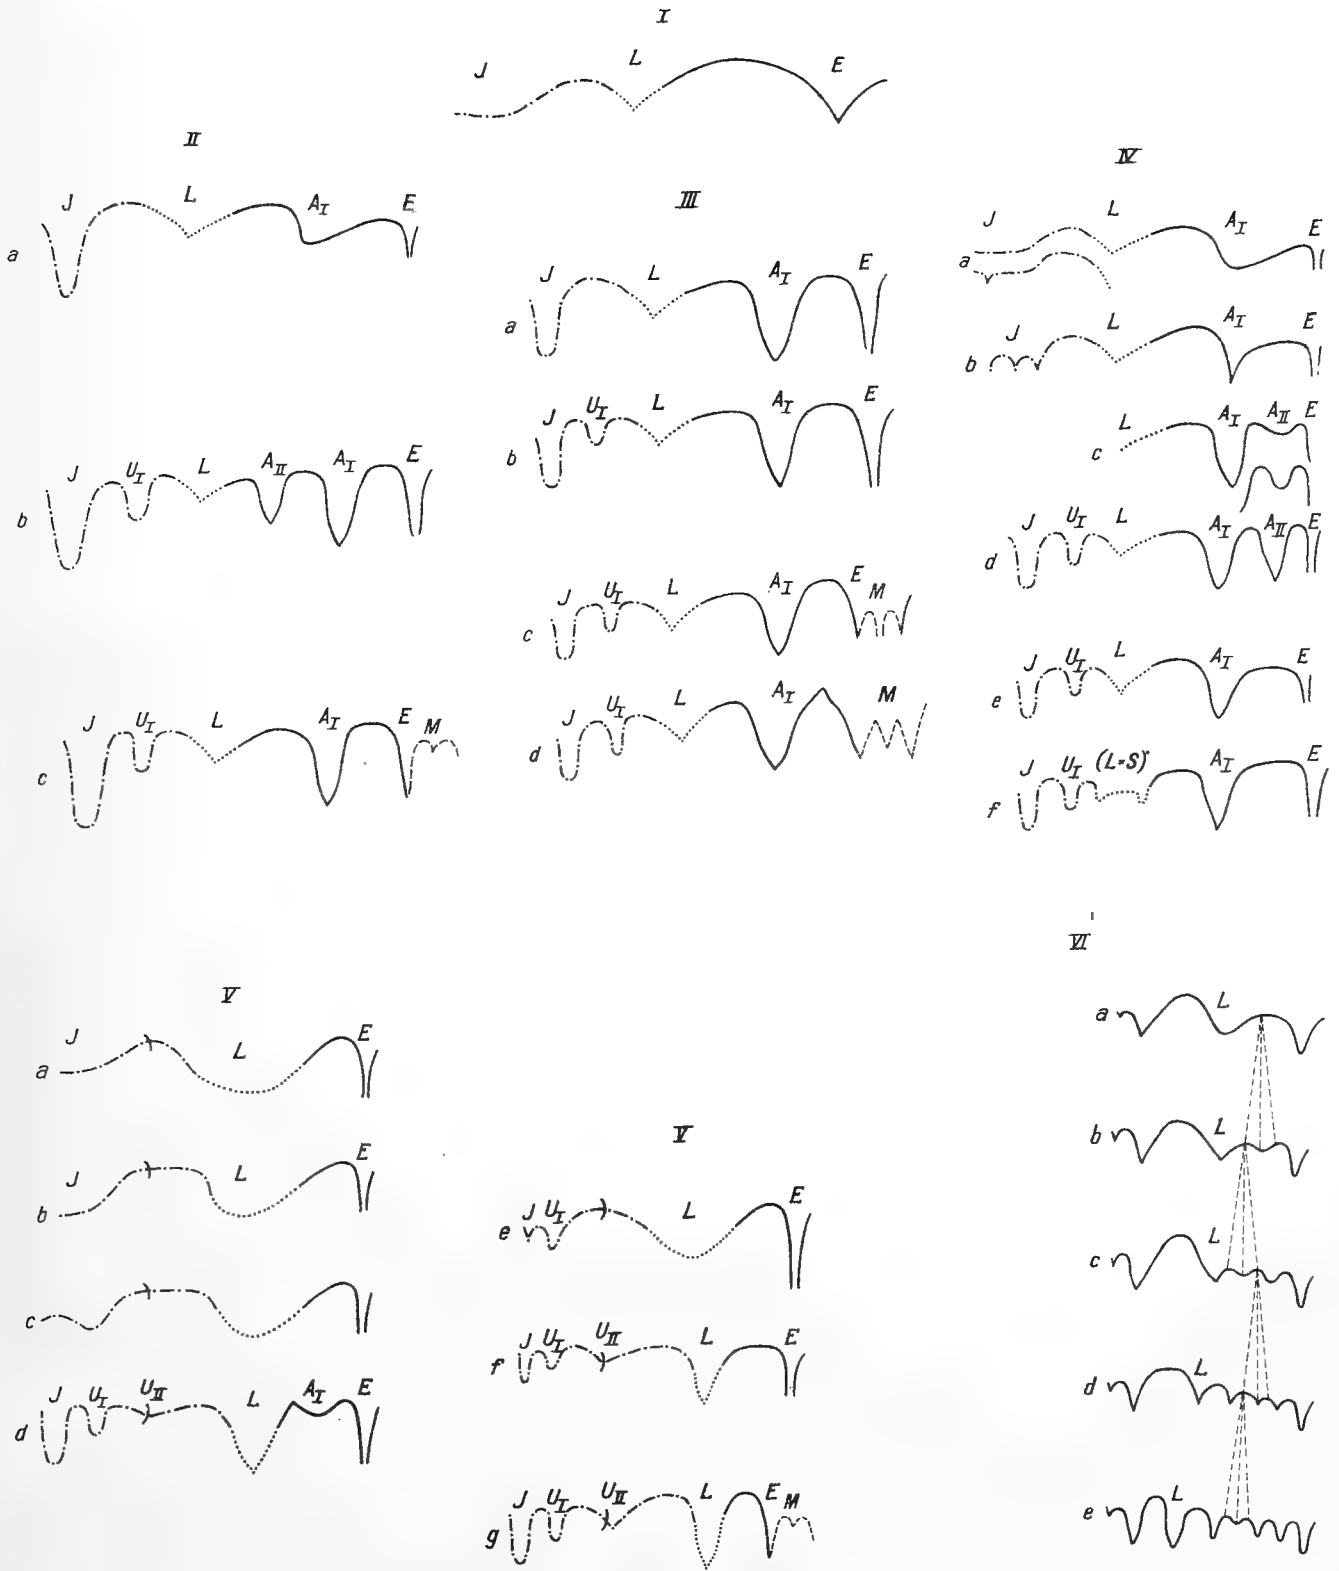 I
J L E
II
a J L A_I E
b J U_I L A_II A_I E
c J U_I L A_I E M
III
a J L A_I E
b J U_I L A_I E
c J U_I L A_I E M
d J U_I L A_I M
IV
a J L A_I E
b J L A_I E
c L A_I A_II E
d J U_I L A_I A_II E
e J U_I L A_I E
f J U_I (L=S) A_I E
V
a J L E
b J L E
c
d J U_I U_II L A_I E
V
e J U_I L E
f J U_I U_II L E
g J U_I U_II L E M
VI
a L
b L
c L
d L
e L